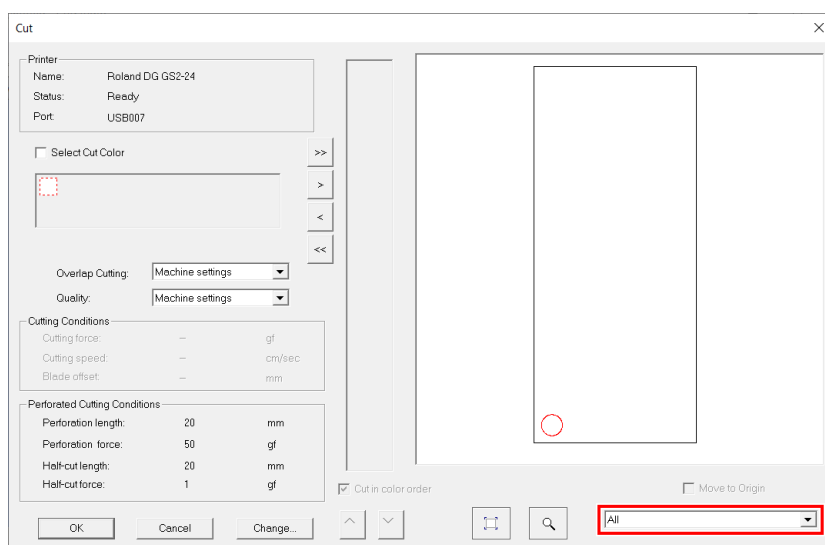 Cut
Printer
Name: Roland DG GS2-24
Status: Ready
Port: USB007
Select Cut Color
>>
>
<
<<
Overlap Cutting: Machine settings
Quality: Machine settings
Cutting Conditions
Cutting force: – gf
Cutting speed: – cm/sec
Blade offset: – mm
Perforated Cutting Conditions
Perforation length: 20 mm
Perforation force: 50 gf
Half-cut length: 20 mm
Half-cut force: 1 gf
Cut in color order
Move to Origin
OK Cancel Change...
All